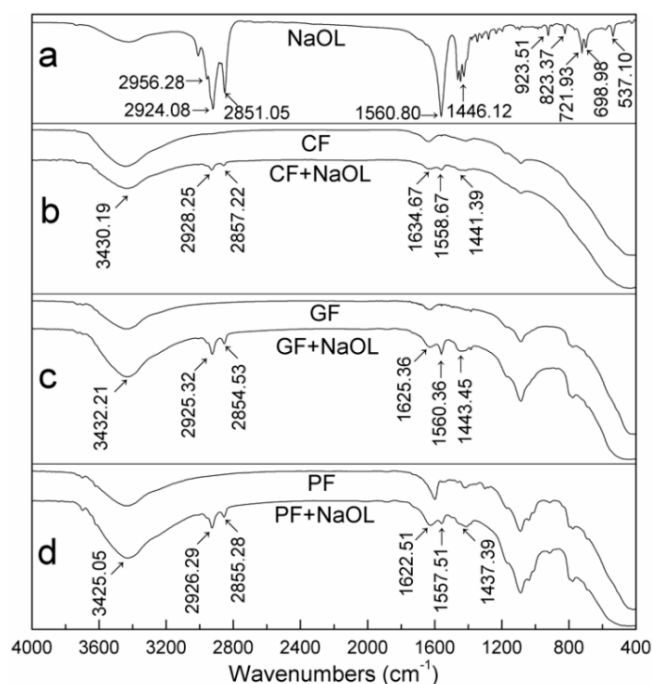 a
NaOL
2956.28
2924.08
2851.05
1560.80
1446.12
923.51
823.37
721.93
698.98
537.10
b
CF
CF+NaOL
3430.19
2928.25
2857.22
1634.67
1558.67
1441.39
c
GF
GF+NaOL
3432.21
2925.32
2854.53
1625.36
1560.36
1443.45
d
PF
PF+NaOL
3425.05
2926.29
2855.28
1622.51
1557.51
1437.39
4000 3600 3200 2800 2400 2000 1600 1200 800 400
Wavenumbers (cm⁻¹)